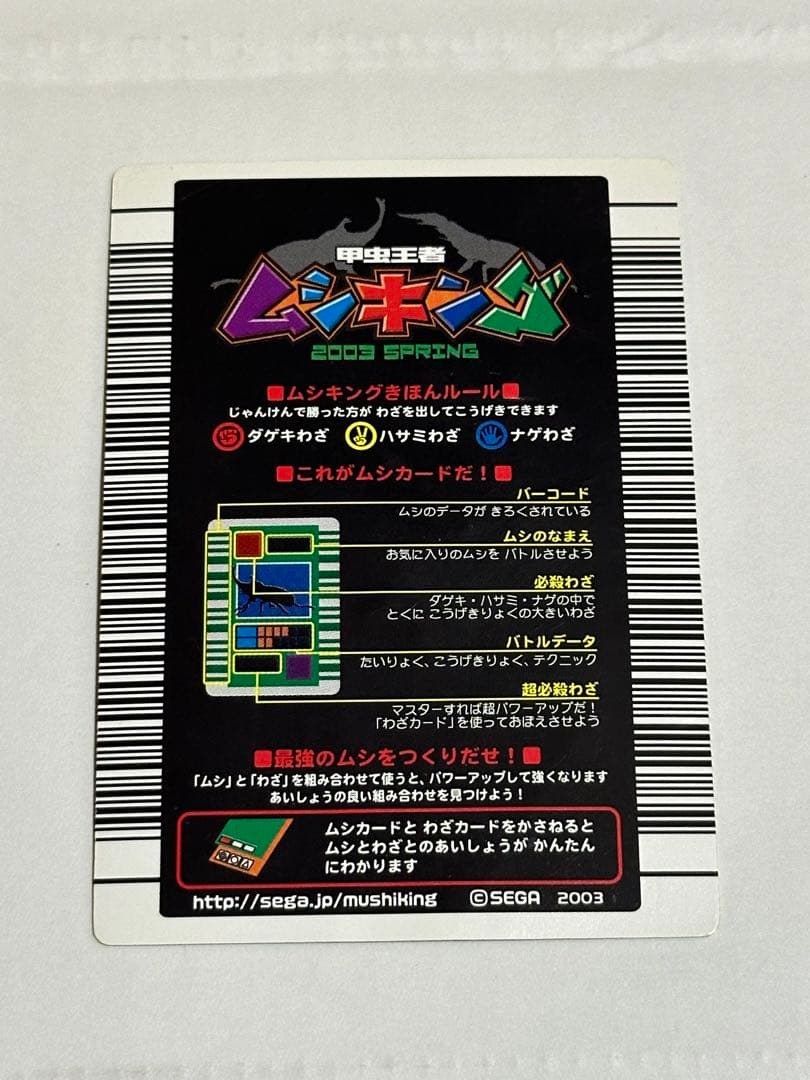 甲虫王者
ムシキング
2003 SPRING
■ムシキングきほんルール■
じゃんけんで勝った方が わざを出してこうげきできます
ダゲキわざ ハサミわざ ナゲわざ
■これがムシカードだ！■
バーコード
ムシのデータが きろくされている
ムシのなまえ
お気に入りのムシを バトルさせよう
必殺わざ
ダゲキ・ハサミ・ナゲの中で
とくに こうげきりょくの大きいわざ
バトルデータ
たいりょく、こうげきりょく、テクニック
超必殺わざ
マスターすれば超パワーアップだ！
「わざカード」を使っておぼえさせよう
■最強のムシをつくりだせ！■
「ムシ」と「わざ」を組み合わせて使うと、パワーアップして強くなります
あいしょうの良い組み合わせを見つけよう！
ムシカードと わざカードをかさねると
ムシとわざとのあいしょうが かんたん
にわかります
http://sega.jp/mushiking ©SEGA 2003